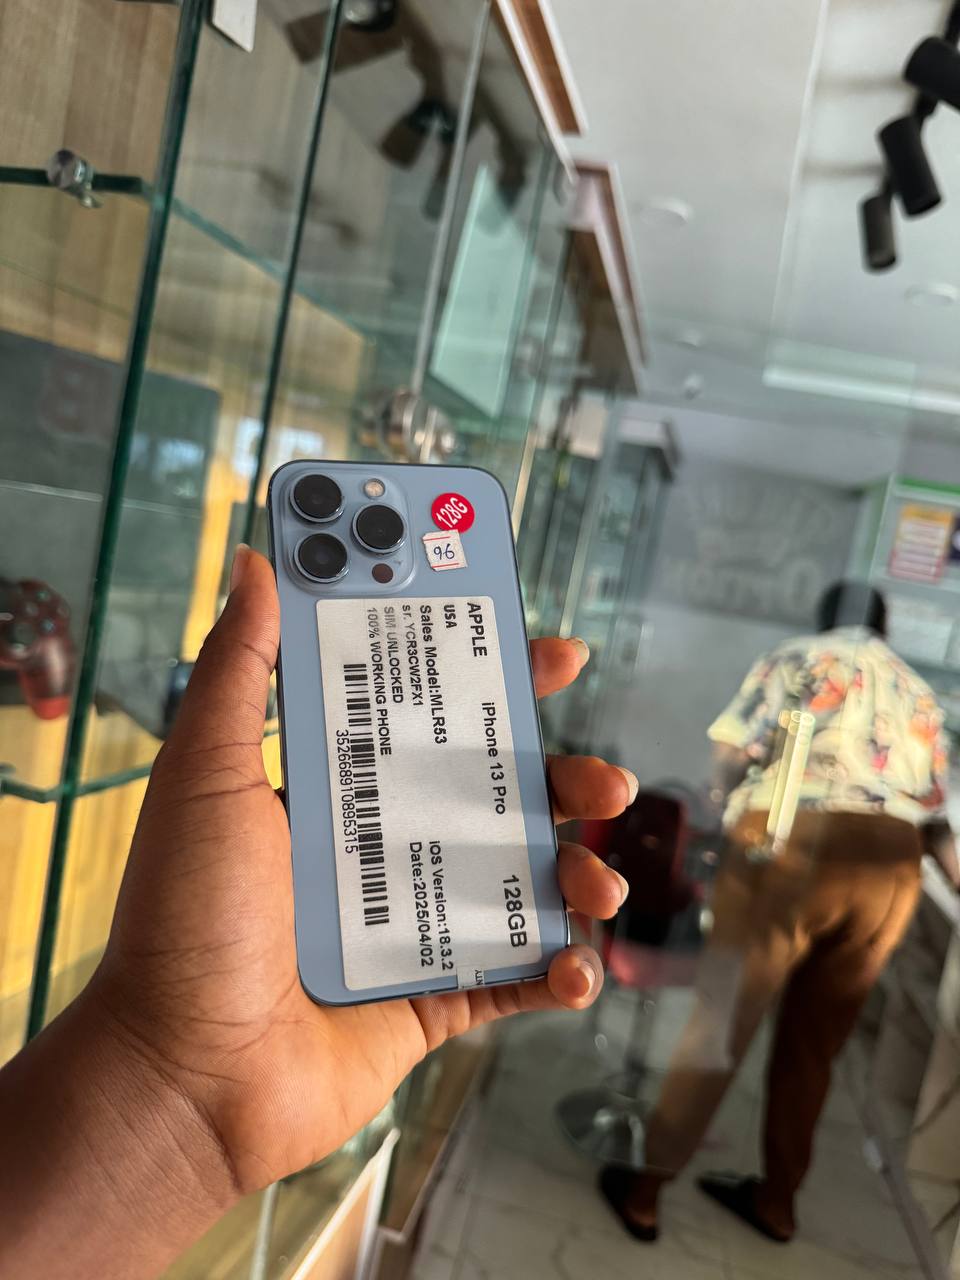 128G
96
APPLE iPhone 13 Pro 128GB
USA
Sales Model:MLR53 iOS Version:18.3.2
sr. YCR3CW2FX1 Date:2025/04/02
SIM UNLOCKED
100% WORKING PHONE
352668910895315